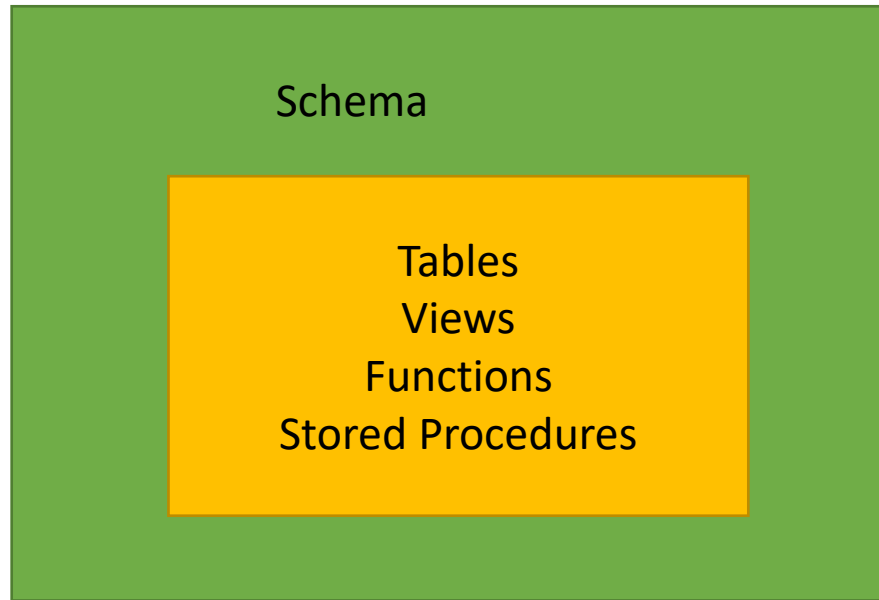 Schema
Tables
Views
Functions
Stored Procedures